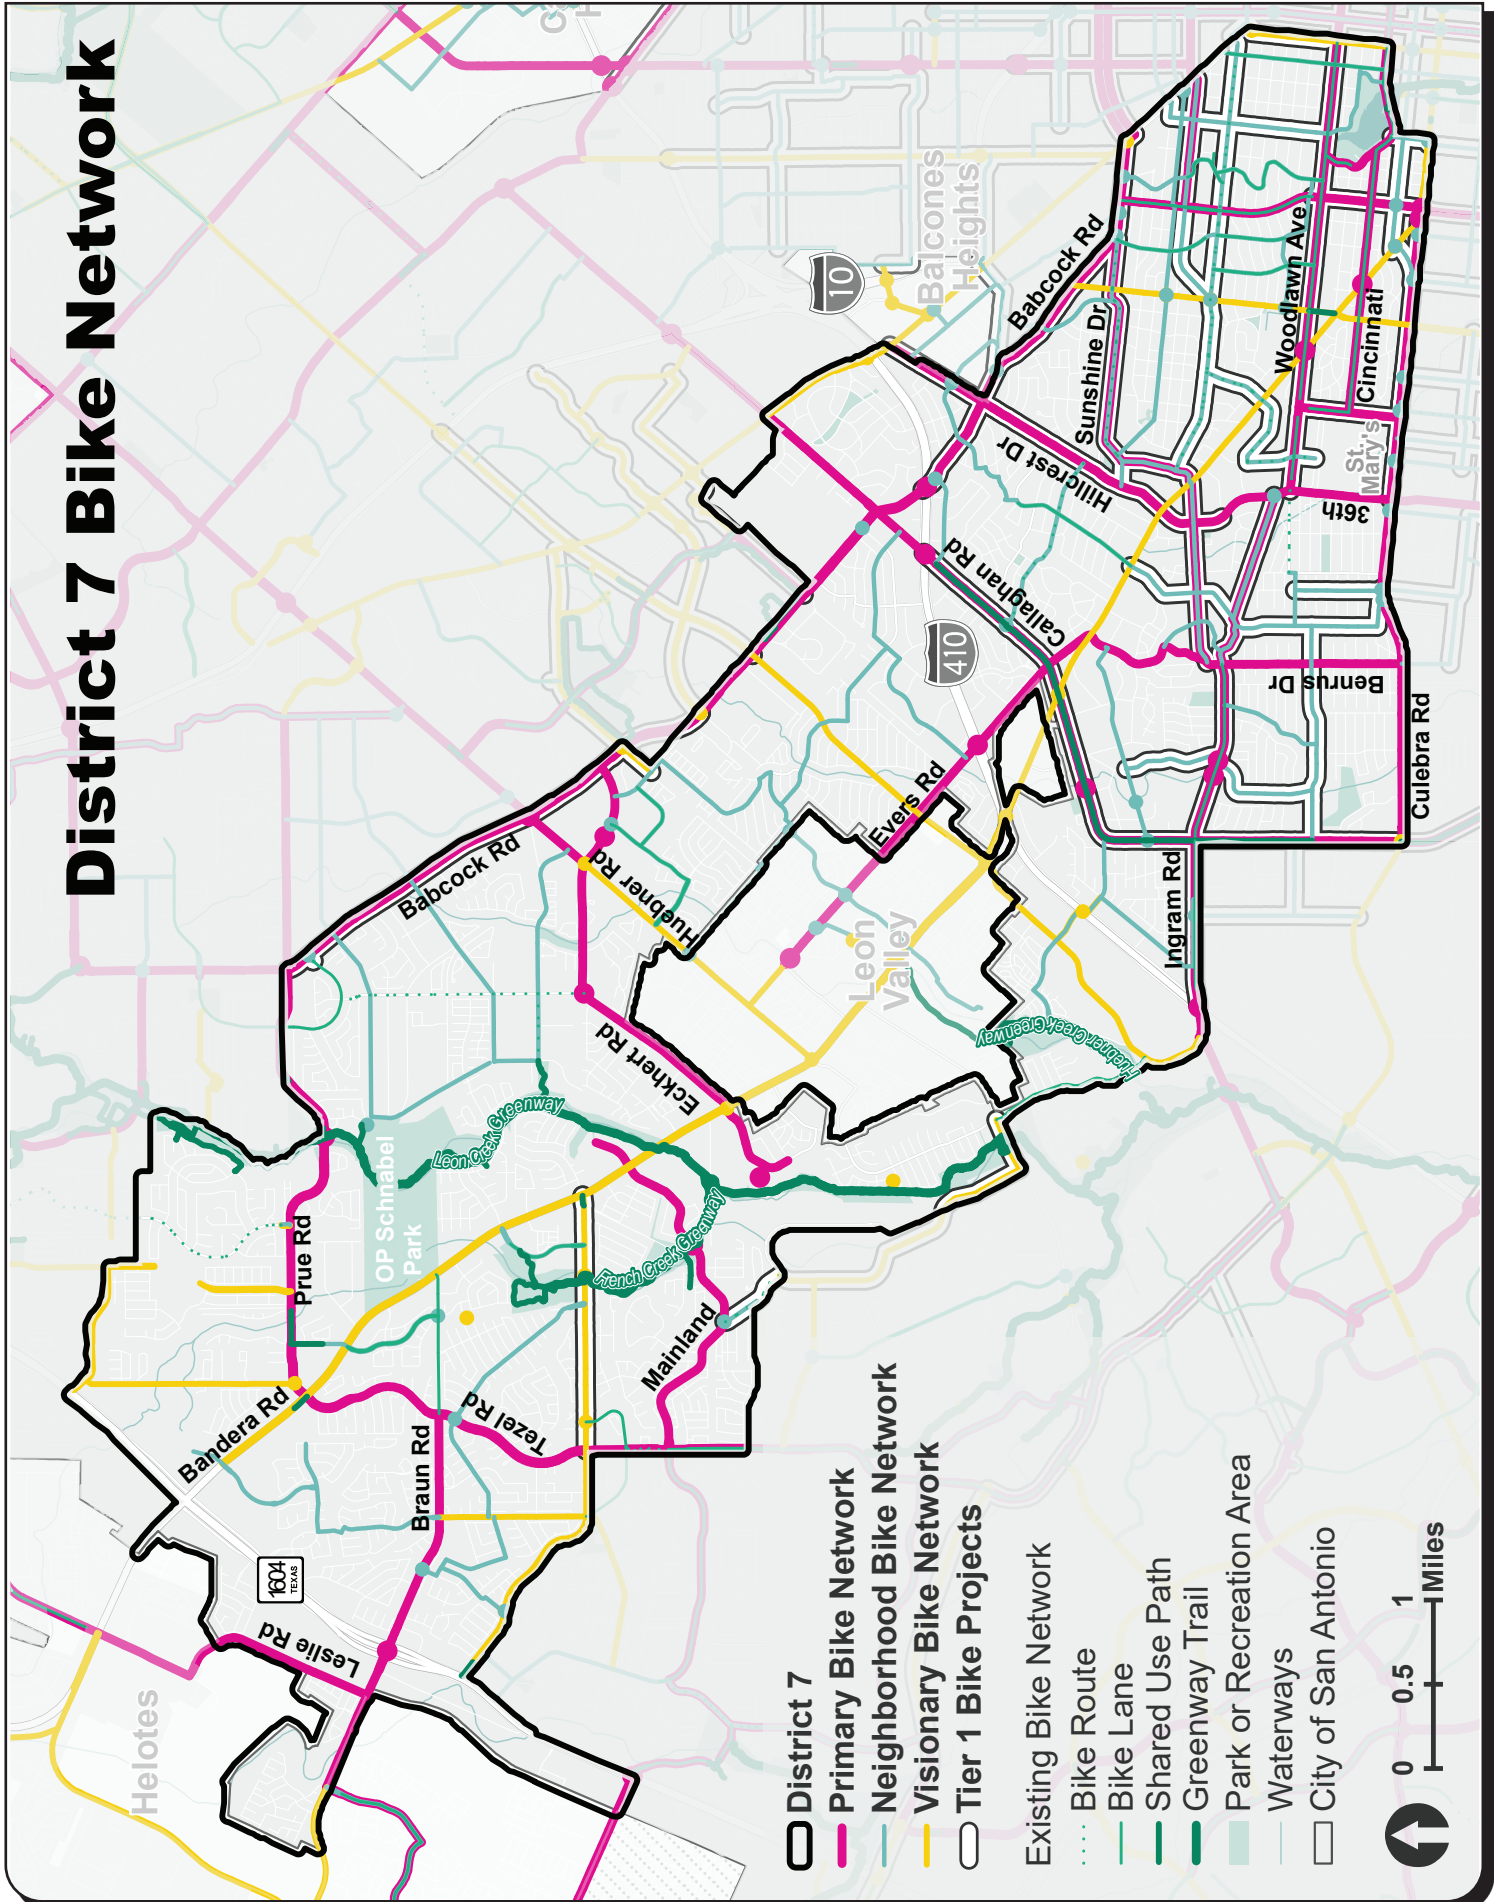 District 7 Bike Network
Helotes
Leslie Rd
1604
TEXAS
Bandera Rd
Braun Rd
Tezel Rd
Prue Rd
OP Schnabel
Park
Leon Creek Greenway
French Creek Greenway
Mainland
Babcock Rd
Huebner Rd
Eckhert Rd
Leon
Valley
Huebner Creek Greenway
Evers Rd
Ingram Rd
410
Callaghan Rd
10
Balcones
Heights
Babcock Rd
Hillcrest Dr
Sunshine Dr
Woodlawn Ave
Cincinnati
St.
Mary's
36th
Benrus Dr
Culebra Rd
District 7
Primary Bike Network
Neighborhood Bike Network
Visionary Bike Network
Tier 1 Bike Projects
Existing Bike Network
Bike Route
Bike Lane
Shared Use Path
Greenway Trail
Park or Recreation Area
Waterways
City of San Antonio
0 0.5 1
Miles